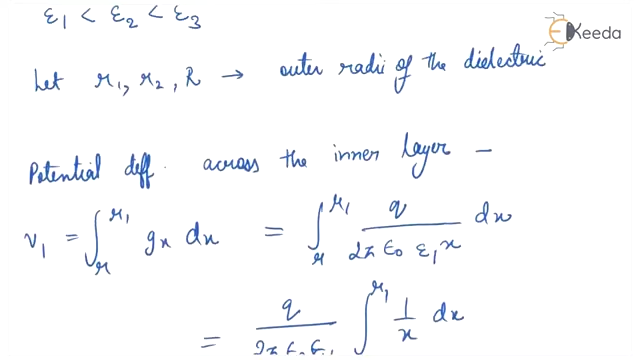 ε₁ < ε₂ < ε₃
EKeeda
Let r₁, r₂, R → outer radii of the dielectric
Potential diff. across the inner layer –
v₁ = ∫ᵣ^r₁ gx dx = ∫ᵣ^r₁ q / (2π ϵ₀ ε₁ x) dx
= q / (2π ϵ₀ ε₁) ∫^r₁ 1/x dx